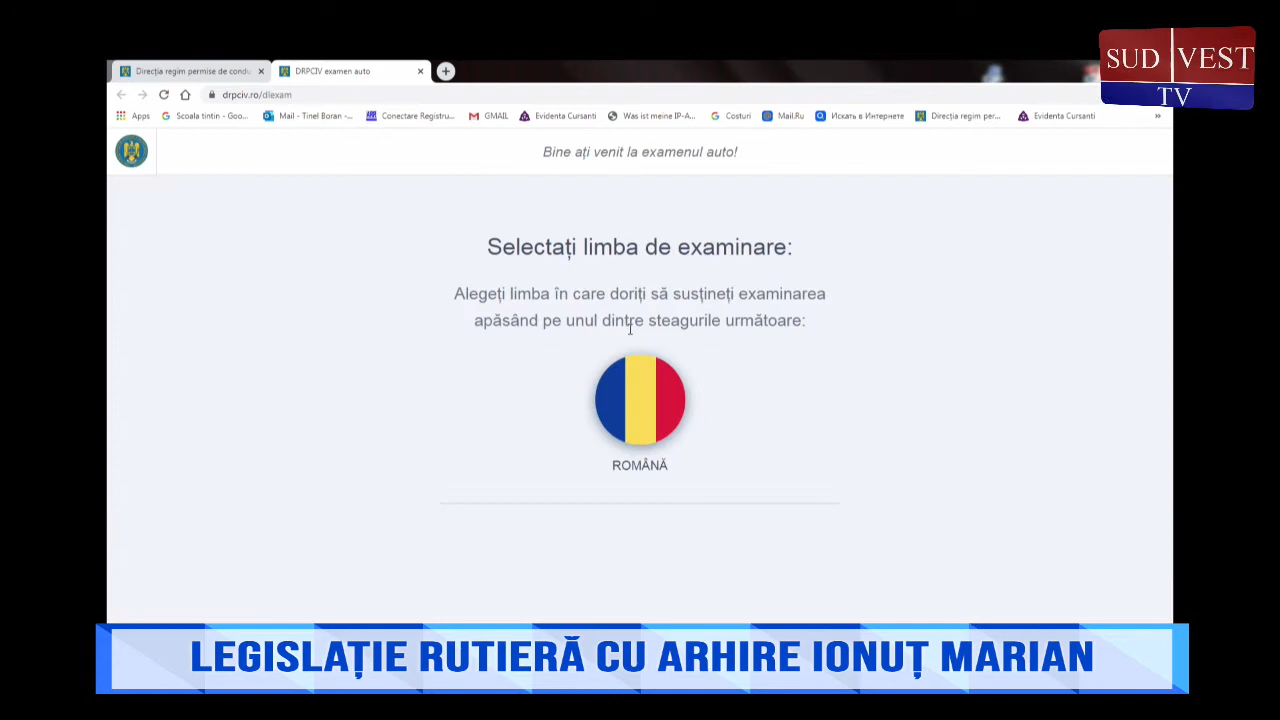 SUD VEST
TV
Direcția regim permise de condu
DRPCIV examen auto
drpciv.ro/dlexam
Apps
Scoala tintin - Goo...
Mail - Tinel Boran -...
Conectare Registru...
GMAIL
Evidenta Cursanti
Was ist meine IP-A...
Costuri
Mail.Ru
Искать в Интернете
Direcția regim per...
Evidenta Cursanti
»
Bine ați venit la examenul auto!
Selectați limba de examinare:
Alegeți limba în care doriți să susțineți examinarea
apăsând pe unul dintre steagurile următoare:
ROMÂNĂ
LEGISLAȚIE RUTIERĂ CU ARHIRE IONUȚ MARIAN